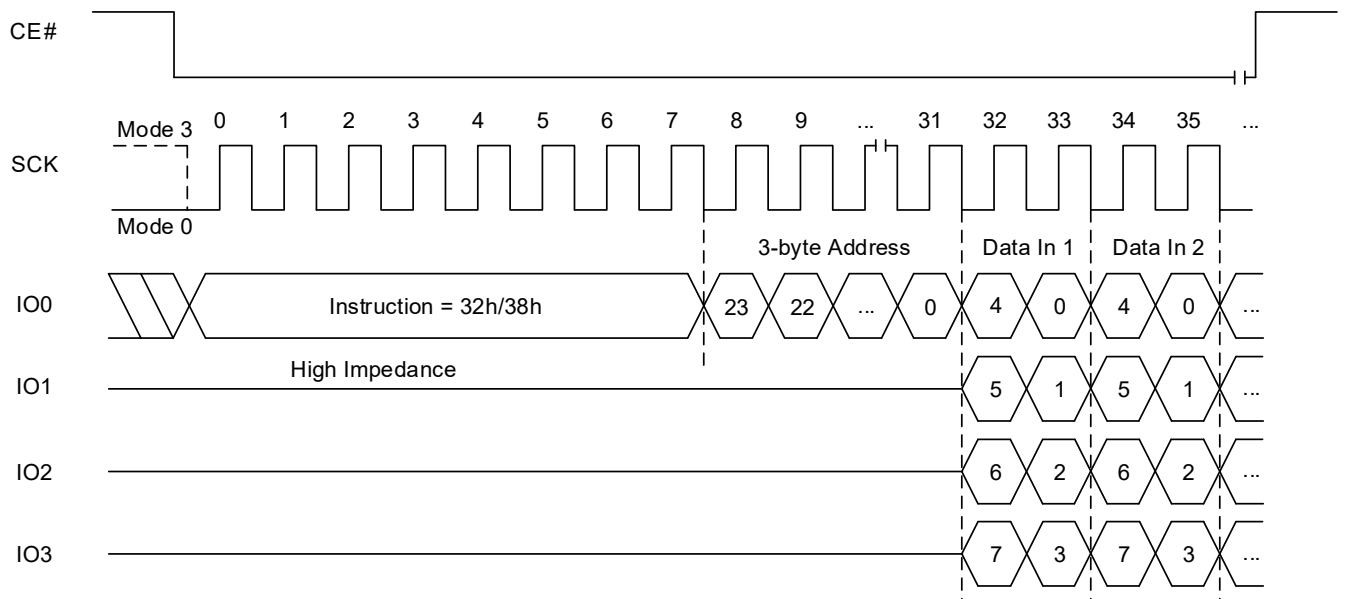 CE#
Mode 3 0 1 2 3 4 5 6 7 8 9 ... 31 32 33 34 35 ...
SCK
Mode 0
3-byte Address Data In 1 Data In 2
IO0 Instruction = 32h/38h 23 22 ... 0 4 0 4 0 ...
High Impedance
IO1 5 1 5 1 ...
IO2 6 2 6 2 ...
IO3 7 3 7 3 ...